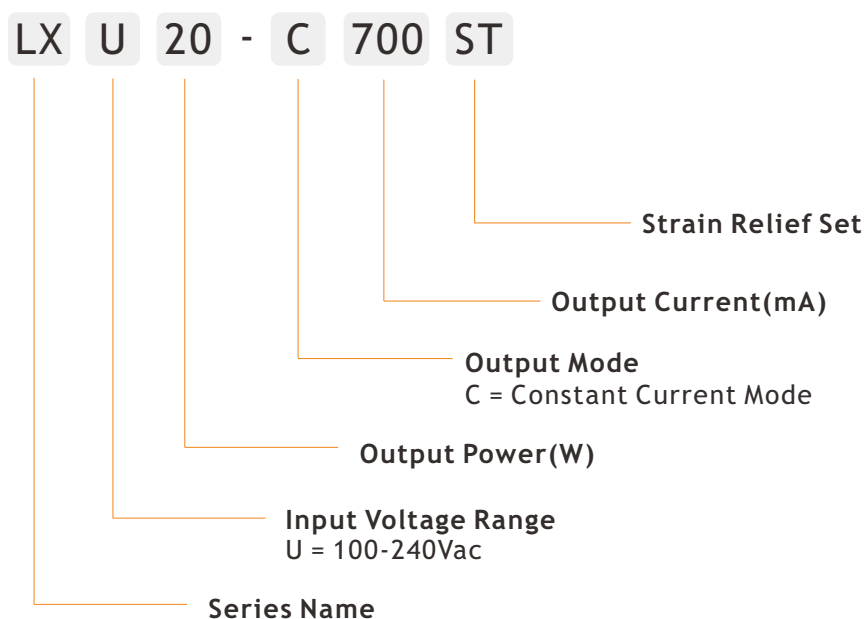 LX U 20 - C 700 ST
Strain Relief Set
Output Current(mA)
Output Mode
C = Constant Current Mode
Output Power(W)
Input Voltage Range
U = 100-240Vac
Series Name